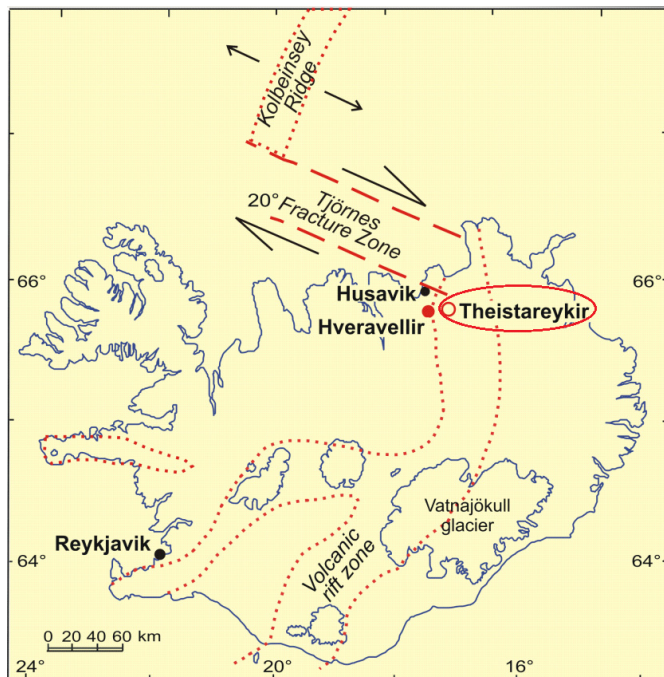 Kolbeinsey
Ridge
Tjörnes
20° Fracture Zone
66°
66°
Husavik
Theistareykir
Hveravellir
Vatnajökull
glacier
Reykjavik
Volcanic
rift zone
64°
64°
0 20 40 60 km
24°
20°
16°